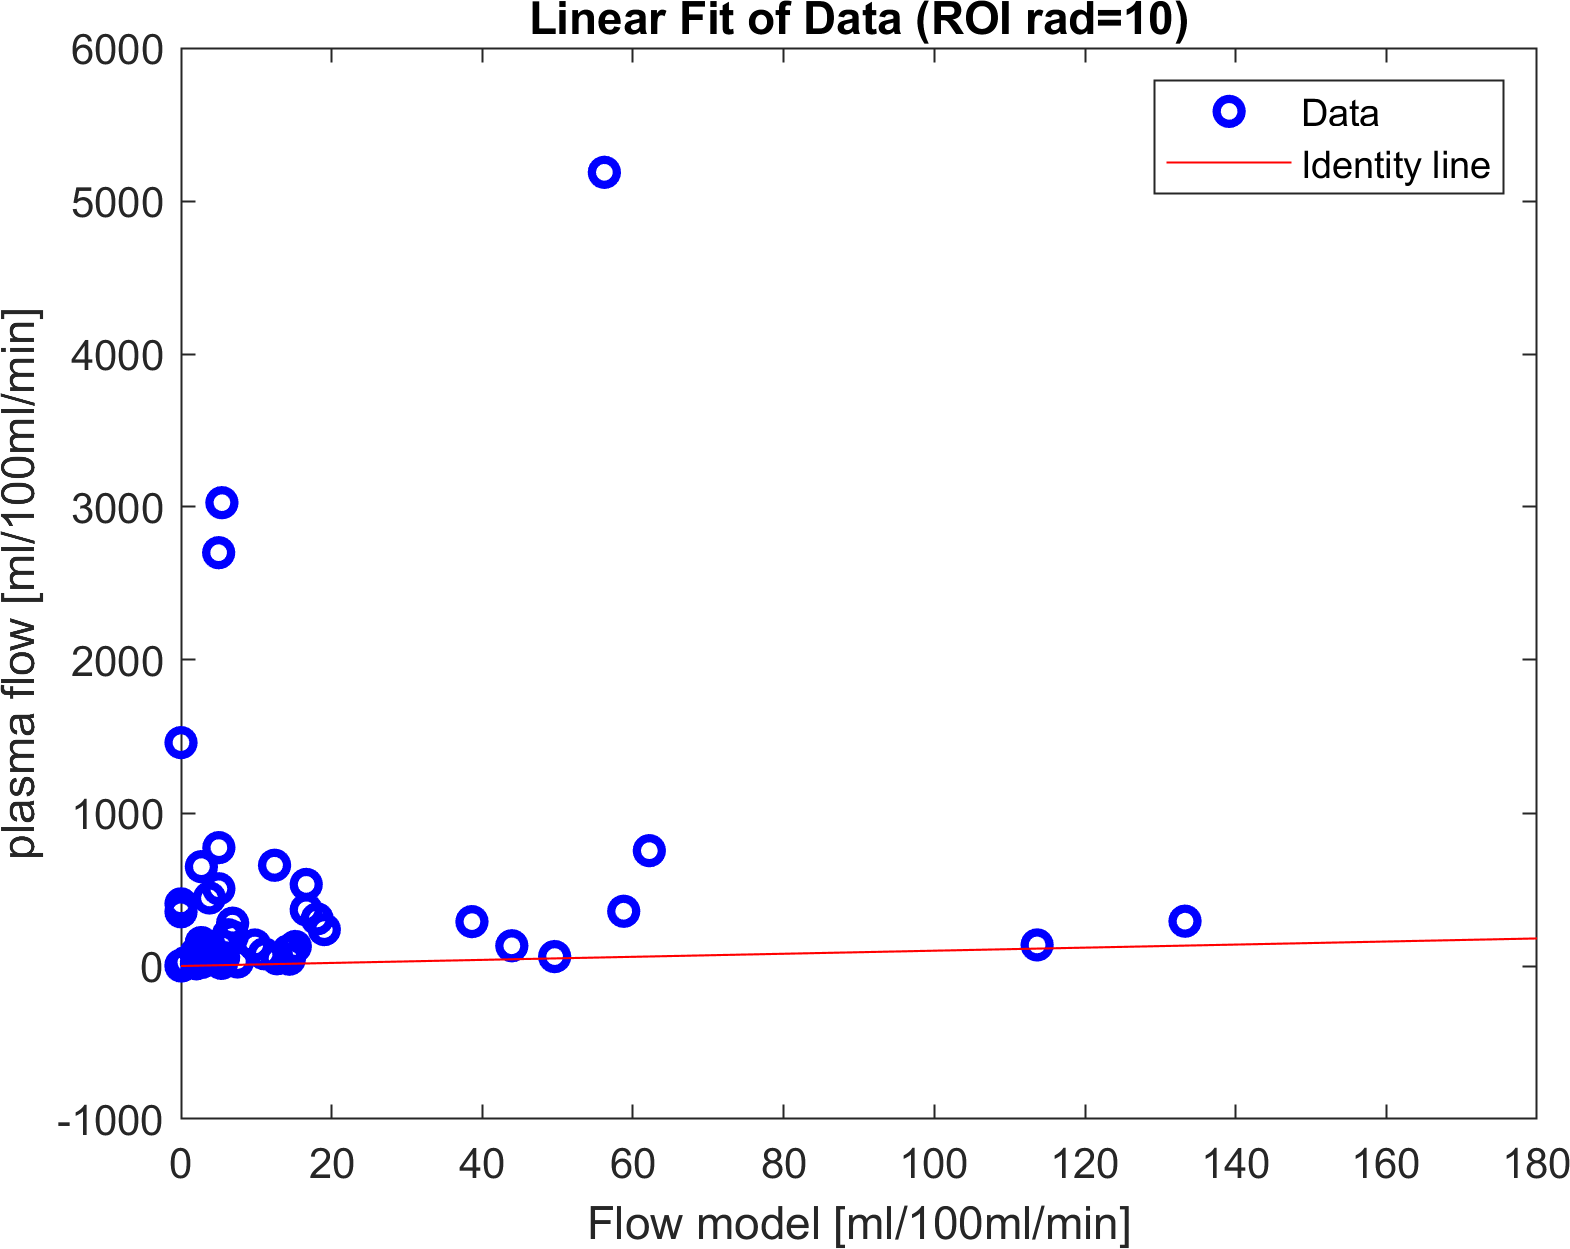 Linear Fit of Data (ROI rad=10)
6000
5000
4000
3000
2000
1000
0
-1000
plasma flow [ml/100ml/min]
Data
Identity line
0 20 40 60 80 100 120 140 160 180
Flow model [ml/100ml/min]